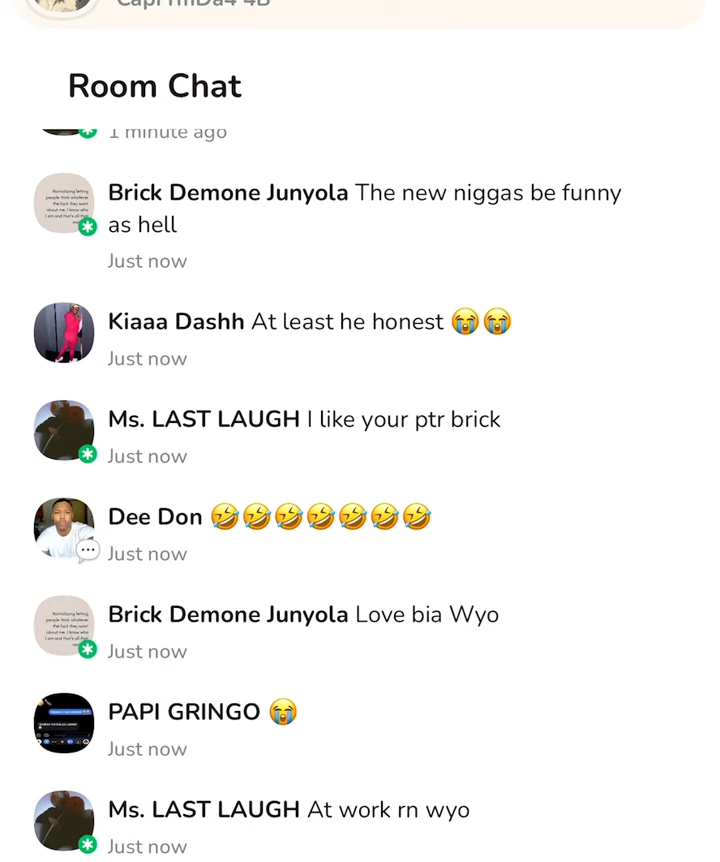 Room Chat
1 minute ago
Brick Demone Junyola The new niggas be funny
as hell
Just now
Kiaaa Dashh At least he honest 😭😭
Just now
Ms. LAST LAUGH I like your ptr brick
Just now
Dee Don 🤣🤣🤣🤣🤣🤣🤣
Just now
Brick Demone Junyola Love bia Wyo
Just now
PAPI GRINGO 😭
Just now
Ms. LAST LAUGH At work rn wyo
Just now